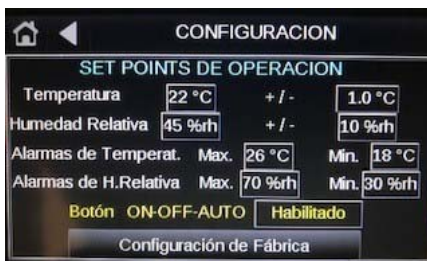 CONFIGURACION
SET POINTS DE OPERACION
Temperatura 22 °C + / - 1.0 °C
Humedad Relativa 45 %rh + / - 10 %rh
Alarmas de Temperat. Max. 26 °C Min. 18 °C
Alarmas de H.Relativa Max. 70 %rh Min. 30 %rh
Botón ON-OFF-AUTO Habilitado
Configuración de Fábrica